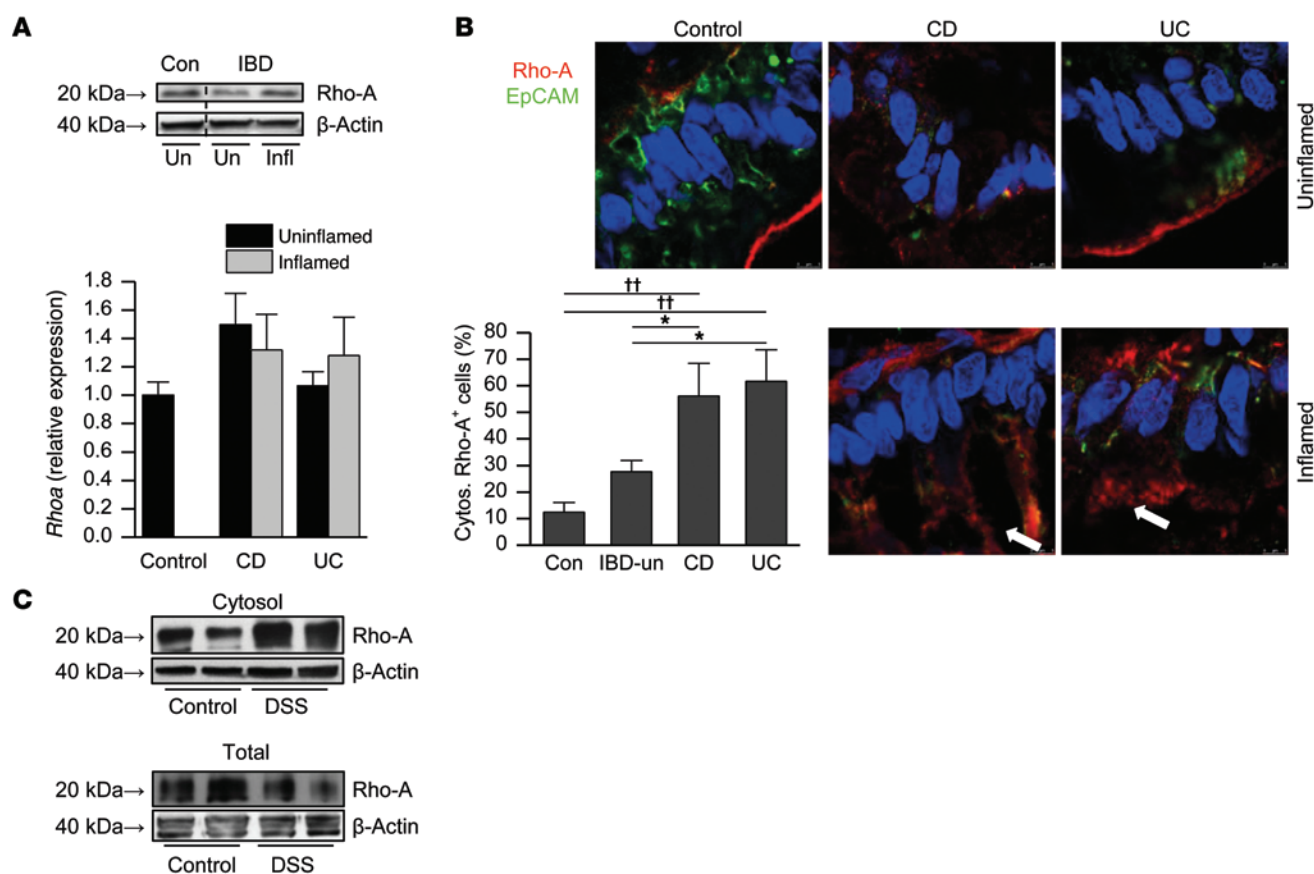 A
Con IBD
20 kDa→ Rho-A
40 kDa→ β-Actin
Un Un Infl
Uninflamed
Inflamed
Rhoa (relative expression)
1.8
1.6
1.4
1.2
1.0
0.8
0.6
0.4
0.2
0.0
Control CD UC
B
Control CD UC
Rho-A
EpCAM
Uninflamed
Inflamed
††
††
*
*
Cytos. Rho-A+ cells (%)
80
70
60
50
40
30
20
10
0
Con IBD-un CD UC
C
Cytosol
20 kDa→ Rho-A
40 kDa→ β-Actin
Control DSS
Total
20 kDa→ Rho-A
40 kDa→ β-Actin
Control DSS